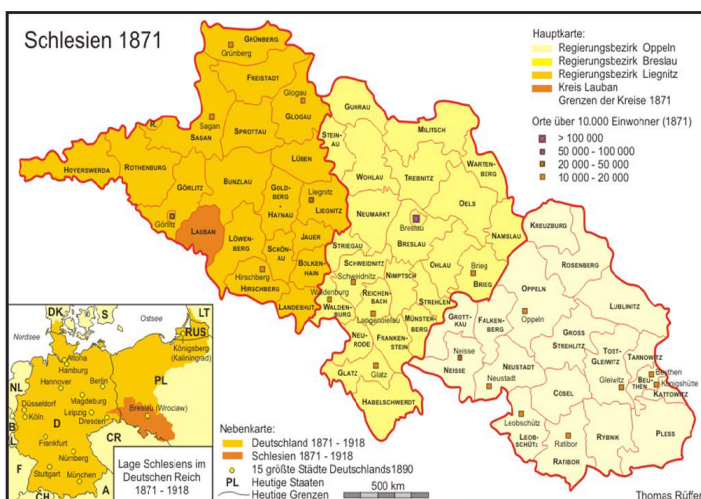 Schlesien 1871
Hauptkarte:
Regierungsbezirk Oppeln
Regierungsbezirk Breslau
Regierungsbezirk Liegnitz
Kreis Lauban
Grenzen der Kreise 1871
Orte über 10.000 Einwohner (1871)
> 100 000
50 000 - 100 000
20 000 - 50 000
10 000 - 20 000
GRÜNBERG
Grünberg
FREISTADT
Glogau
GLOGAU
Sagan
SAGAN
SPROTTAU
HOYERSWERDA
ROTHENBURG
LÜBEN
GÖRLITZ
Görlitz
BUNZLAU
GOLD-
BERG-
HAYNAU
Liegnitz
LIEGNITZ
LAUBAN
LÖWEN-
BERG
SCHÖN-
AU
JAUER
BOLKEN-
HAIN
Hirschberg
HIRSCHBERG
LANDESHUT
GUHRAU
STEIN-
AU
MILITSCH
WOHLAU
TREBNITZ
WARTEN-
BERG
NEUMARKT
OELS
Breslau
BRESLAU
NAMSLAU
STRIEGAU
SCHWEIDNITZ
Schweidnitz
NIMPTSCH
OHLAU
Brieg
BRIEG
Waldenburg
WALDEN-
BURG
REICHEN-
BACH
STREHLEN
Langenbielau
MÜNSTER-
BERG
NEU-
RODE
FRANKEN-
STEIN
GLATZ
Glatz
HABELSCHWERDT
KREUZBURG
ROSENBERG
OPPELN
Oppeln
LUBLINITZ
GROTT-
KAU
FALKEN-
BERG
GROSS
STREHLITZ
Neisse
NEISSE
NEUSTADT
Neustadt
TOST-
GLEIWITZ
TARNOWITZ
Beuthen
BEU-
THEN
Königshütte
KATTOWITZ
Gleiwitz
COSEL
Leobschütz
LEOB-
SCHÜTZ
Ratibor
RATIBOR
RYBNIK
PLESS
DK
S
LT
Nordsee
Ostsee
RUS
Königsberg
(Kaliningrad)
Altona
Hamburg
PL
NL
Hannover
Berlin
Magdeburg
Düsseldorf
Köln
Leipzig
Dresden
Breslau (Wrocław)
B
D
L
Frankfurt
CR
Nürnberg
F
Stuttgart
München
A
CH
Lage Schlesiens im
Deutschen Reich
1871 - 1918
Nebenkarte:
Deutschland 1871 - 1918
Schlesien 1871 - 1918
15 größte Städte Deutschlands1890
PL Heutige Staaten
Heutige Grenzen
500 km
Thomas Rüffer